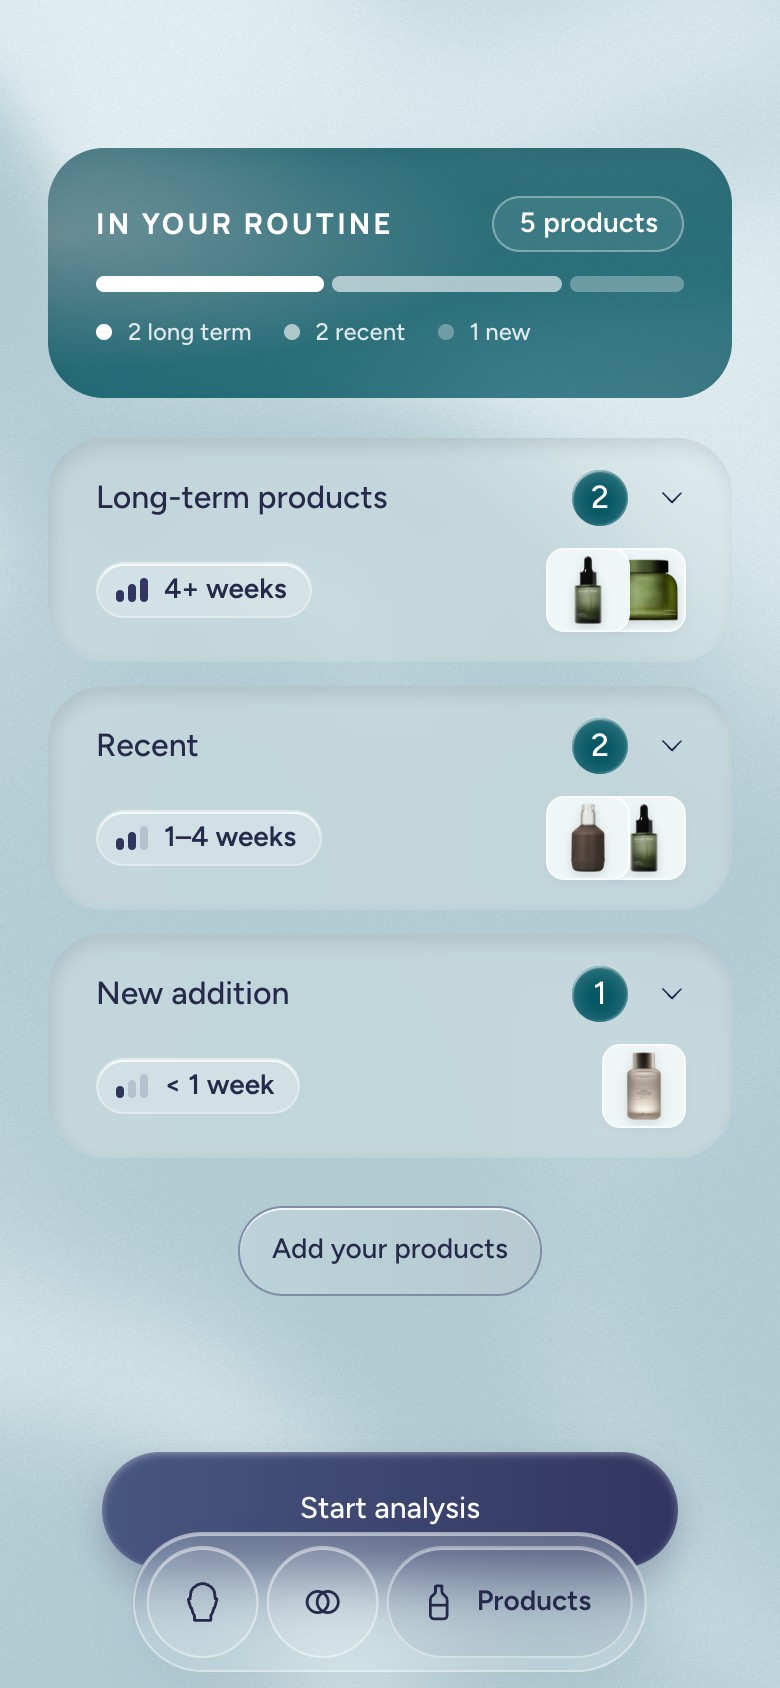 IN YOUR ROUTINE
5 products
2 long term
2 recent
1 new
Long-term products
2
4+ weeks
Recent
2
1–4 weeks
New addition
1
< 1 week
Add your products
Start analysis
Products